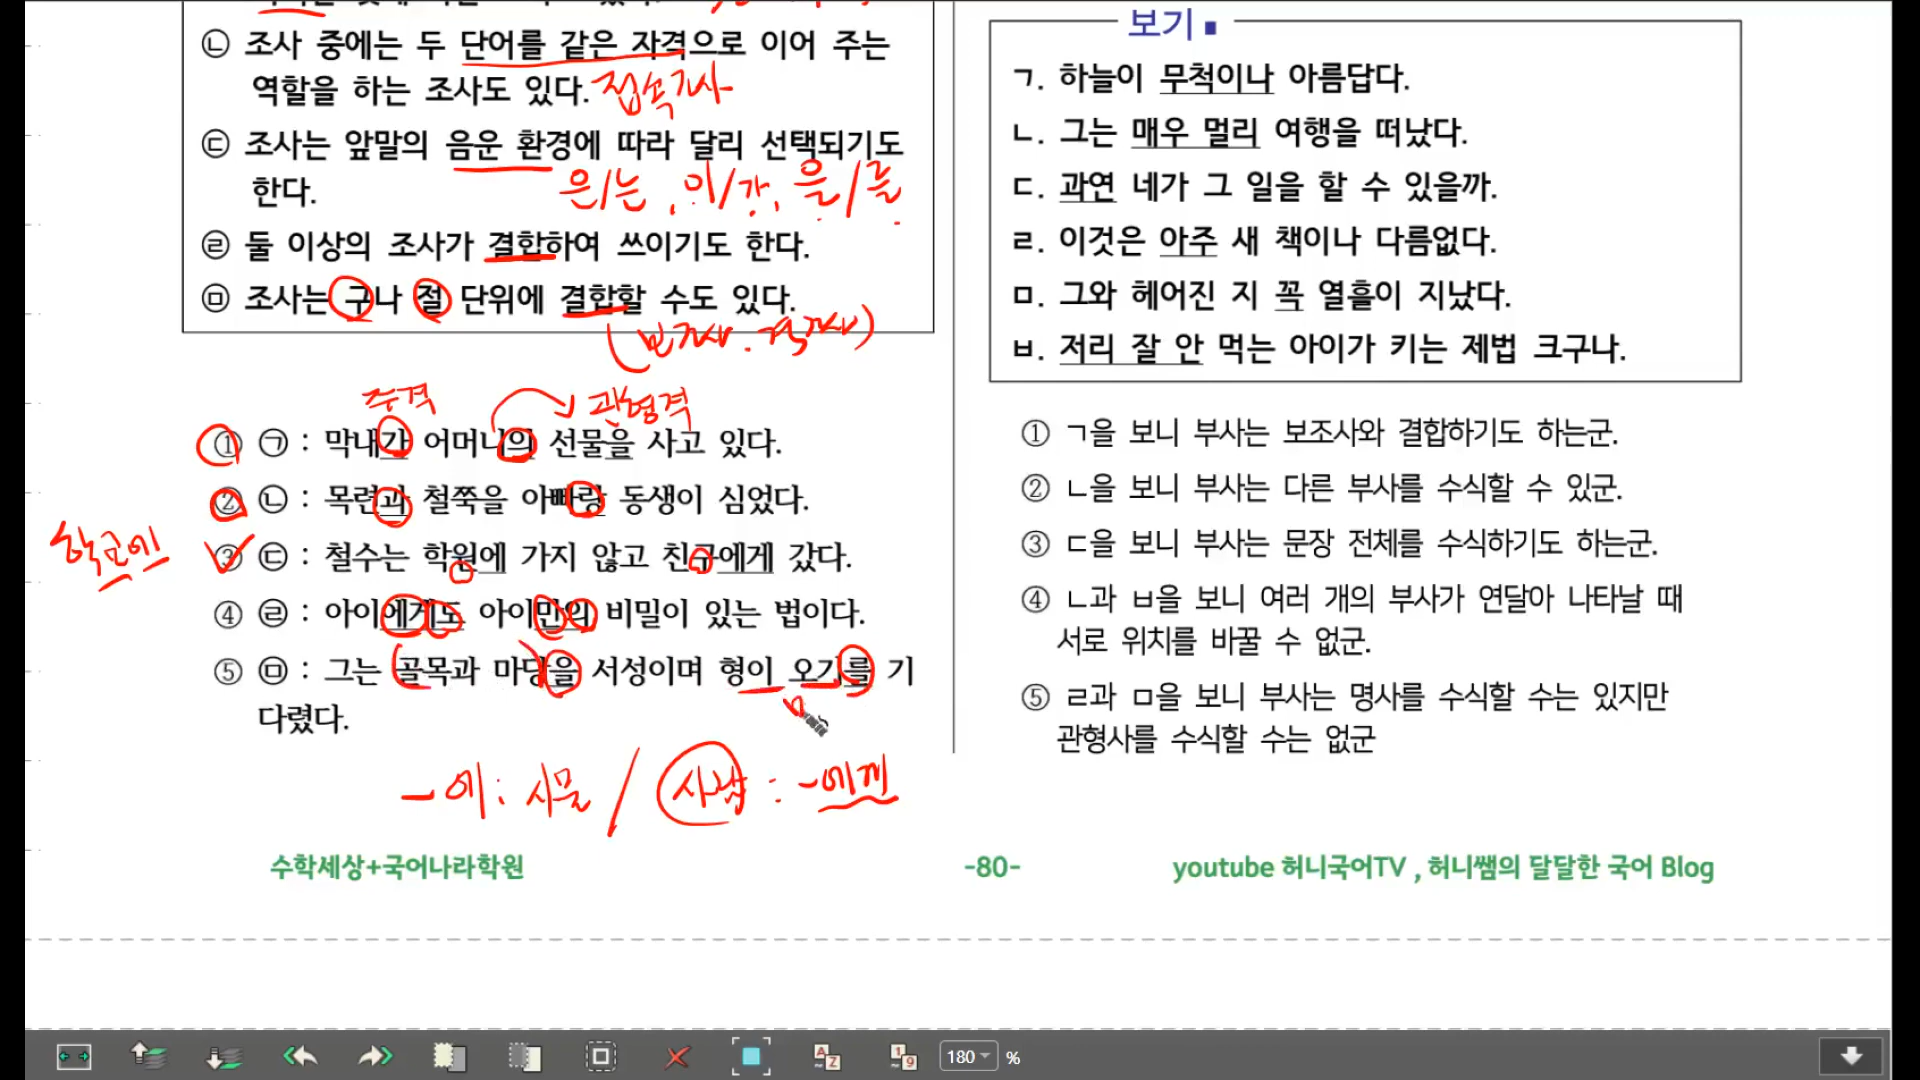 ㄴ 조사 중에는 두 단어를 같은 자격으로 이어 주는
역할을 하는 조사도 있다. 접속조사
ㄷ 조사는 앞말의 음운 환경에 따라 달리 선택되기도
한다. 은/는, 이/가, 을/를
㉣ 둘 이상의 조사가 결합하여 쓰이기도 한다.
㉤ 조사는 구나 절 단위에 결합할 수도 있다.
(보조사. 격조사)
주격 관형격
① ㉠ : 막내가 어머니의 선물을 사고 있다.
② ㉡ : 목련과 철쭉을 아빠랑 동생이 심었다.
③ ㉢ : 철수는 학원에 가지 않고 친구에게 갔다.
④ ㉣ : 아이에게도 아이만의 비밀이 있는 법이다.
⑤ ㉤ : 그는 골목과 마당을 서성이며 형이 오기를 기
다렸다.
-에: 사물 / 사람 : -에게
보기
ㄱ. 하늘이 무척이나 아름답다.
ㄴ. 그는 매우 멀리 여행을 떠났다.
ㄷ. 과연 네가 그 일을 할 수 있을까.
ㄹ. 이것은 아주 새 책이나 다름없다.
ㅁ. 그와 헤어진 지 꼭 열흘이 지났다.
ㅂ. 저리 잘 안 먹는 아이가 키는 제법 크구나.
① ㄱ을 보니 부사는 보조사와 결합하기도 하는군.
② ㄴ을 보니 부사는 다른 부사를 수식할 수 있군.
③ ㄷ을 보니 부사는 문장 전체를 수식하기도 하는군.
④ ㄴ과 ㅂ을 보니 여러 개의 부사가 연달아 나타날 때
서로 위치를 바꿀 수 없군.
⑤ ㄹ과 ㅁ을 보니 부사는 명사를 수식할 수는 있지만
관형사를 수식할 수는 없군
수학세상+국어나라학원
-80-
youtube 허니국어TV , 허니쌤의 달달한 국어 Blog
180 %